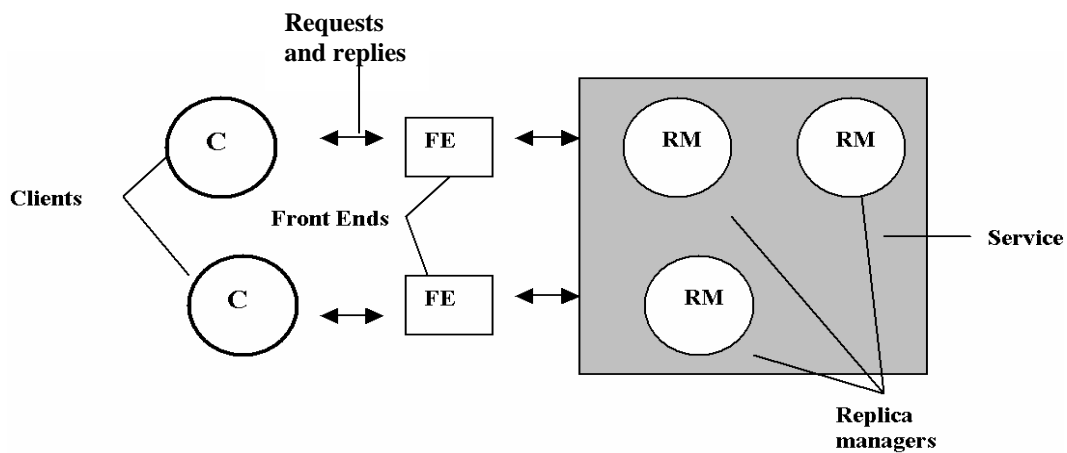 Requests
and replies
C
FE
RM
RM
Clients
Front Ends
Service
C
FE
RM
Replica
managers